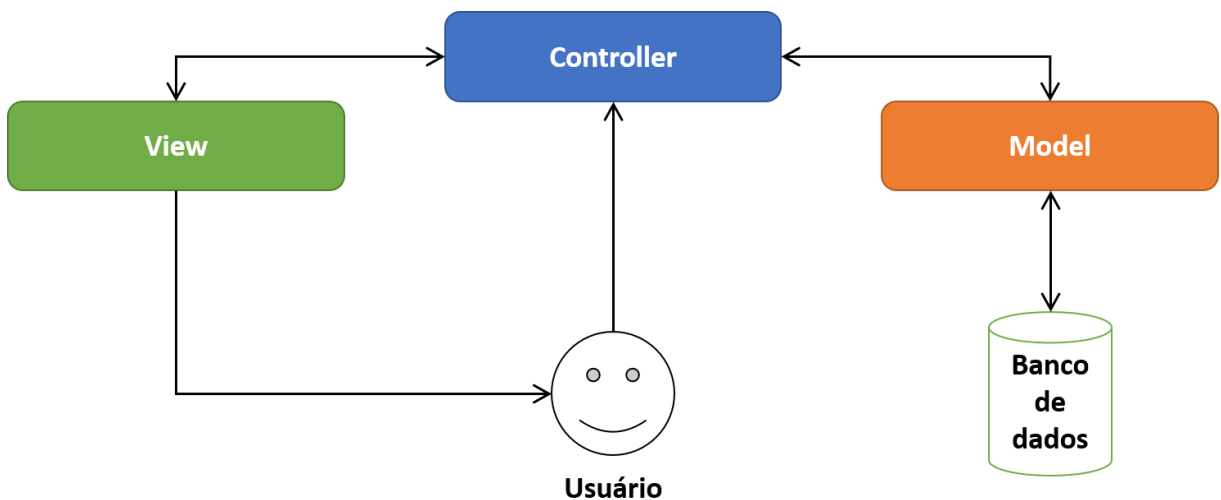 Controller
View
Model
Banco
de
dados
Usuário